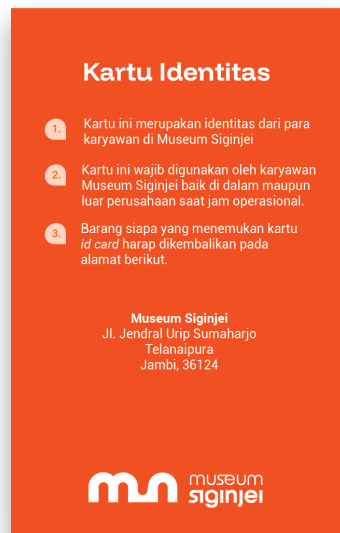 Kartu Identitas
1. Kartu ini merupakan identitas dari para
karyawan di Museum Siginjei
2. Kartu ini wajib digunakan oleh karyawan
Museum Siginjei baik di dalam maupun
luar perusahaan saat jam operasional.
3. Barang siapa yang menemukan kartu
id card harap dikembalikan pada
alamat berikut.
Museum Siginjei
Jl. Jendral Urip Sumaharjo
Telanaipura
Jambi, 36124
museum
siginjei